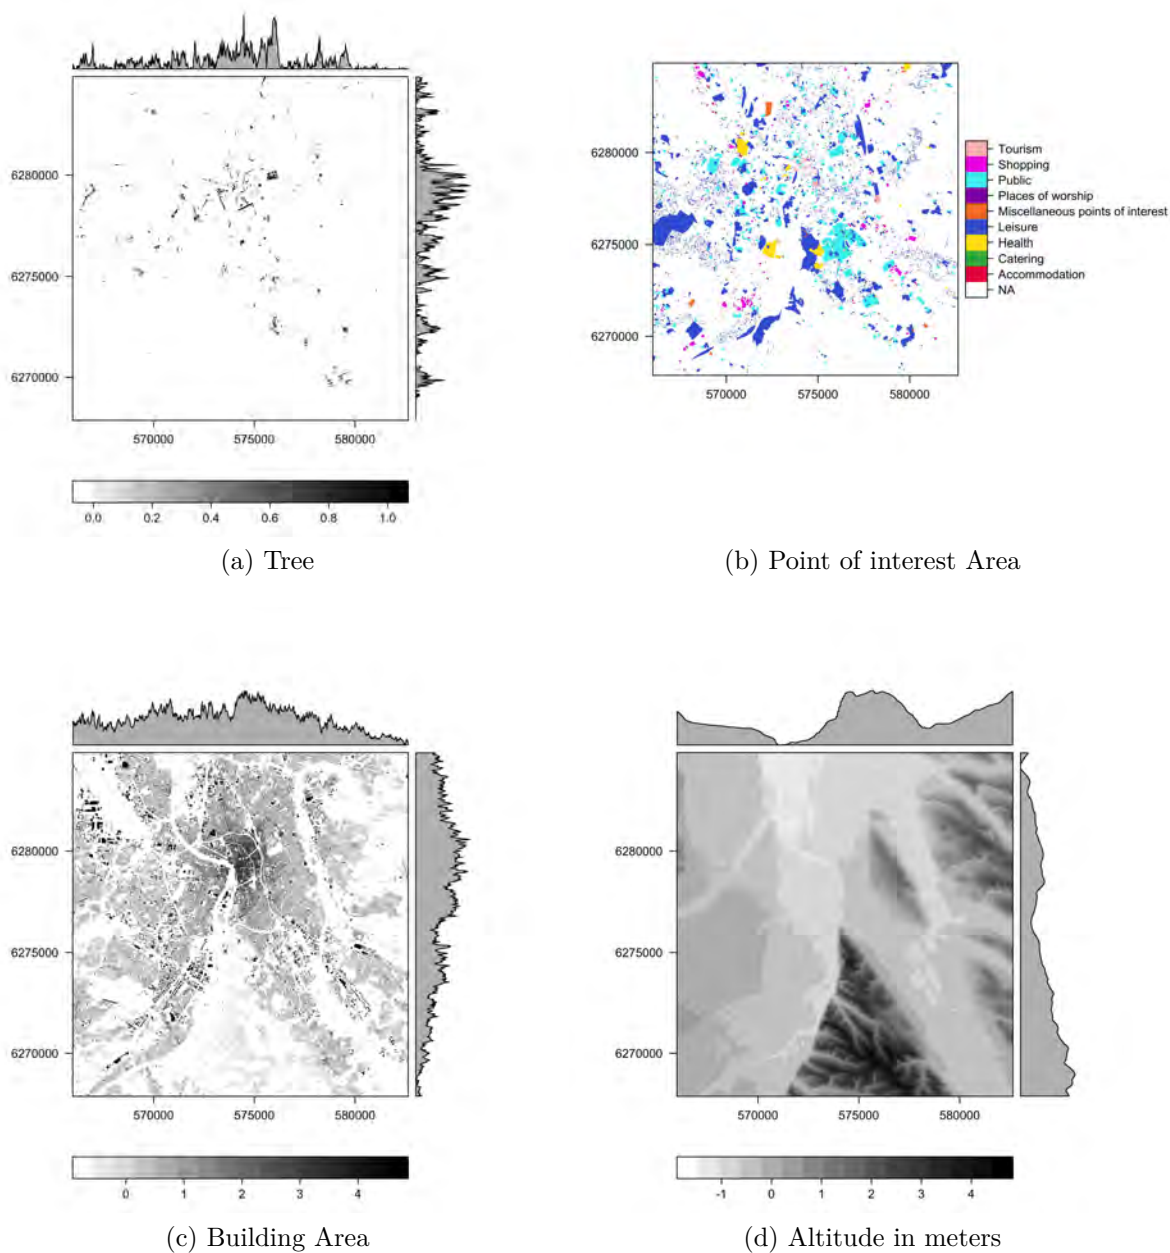 6280000
6275000
6270000
570000 575000 580000
0.0 0.2 0.4 0.6 0.8 1.0
(a) Tree
6280000
6275000
6270000
570000 575000 580000
Tourism
Shopping
Public
Places of worship
Miscellaneous points of interest
Leisure
Health
Catering
Accommodation
NA
(b) Point of interest Area
6280000
6275000
6270000
570000 575000 580000
0 1 2 3 4
(c) Building Area
6280000
6275000
6270000
570000 575000 580000
-1 0 1 2 3 4
(d) Altitude in meters